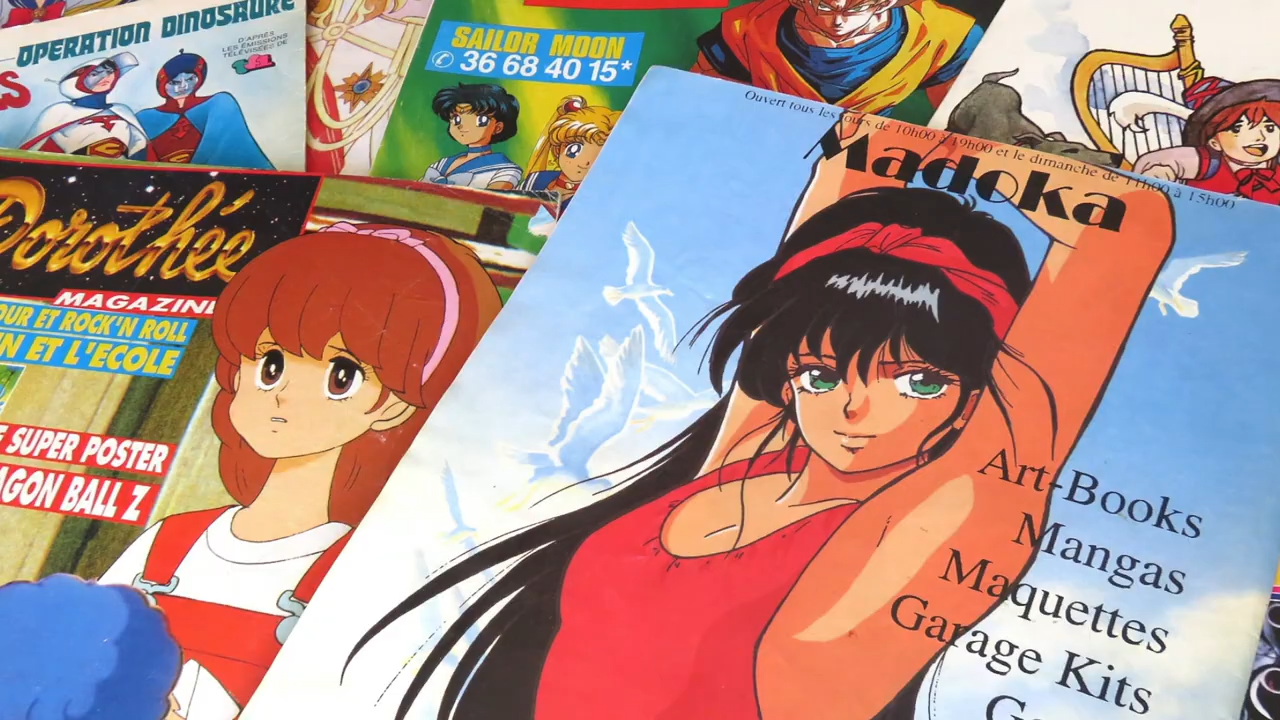 OPERATION DINOSAURE
D'APRÈS
LES ÉMISSIONS
TÉLÉVISÉES DE
SAILOR MOON
36 68 40 15*
Ouvert tous les jours de 10h00 à 19h00 et le dimanche de 11h00 à 15h00
Madoka
Dorothée
MAGAZINE
OUR ET ROCK'N ROLL
N ET L'ECOLE
SUPER POSTER
AGON BALL Z
Art-Books
Mangas
Maquettes
Garage Kits